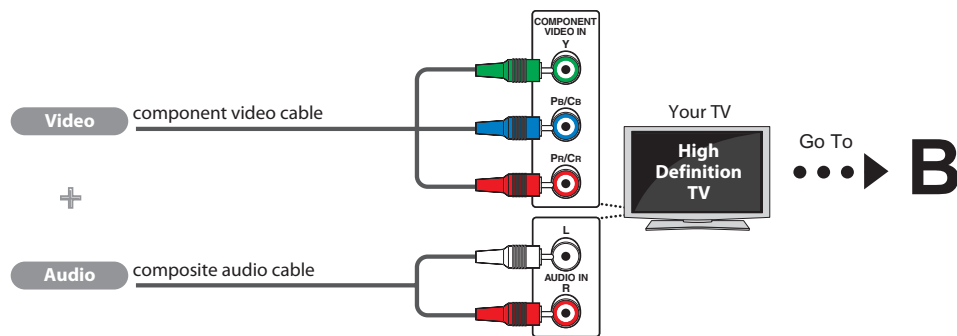 COMPONENT
VIDEO IN
Y
Video
component video cable
PB/CB
PR/CR
Your TV
High
Definition
TV
Go To
B
Audio
composite audio cable
L
AUDIO IN
R